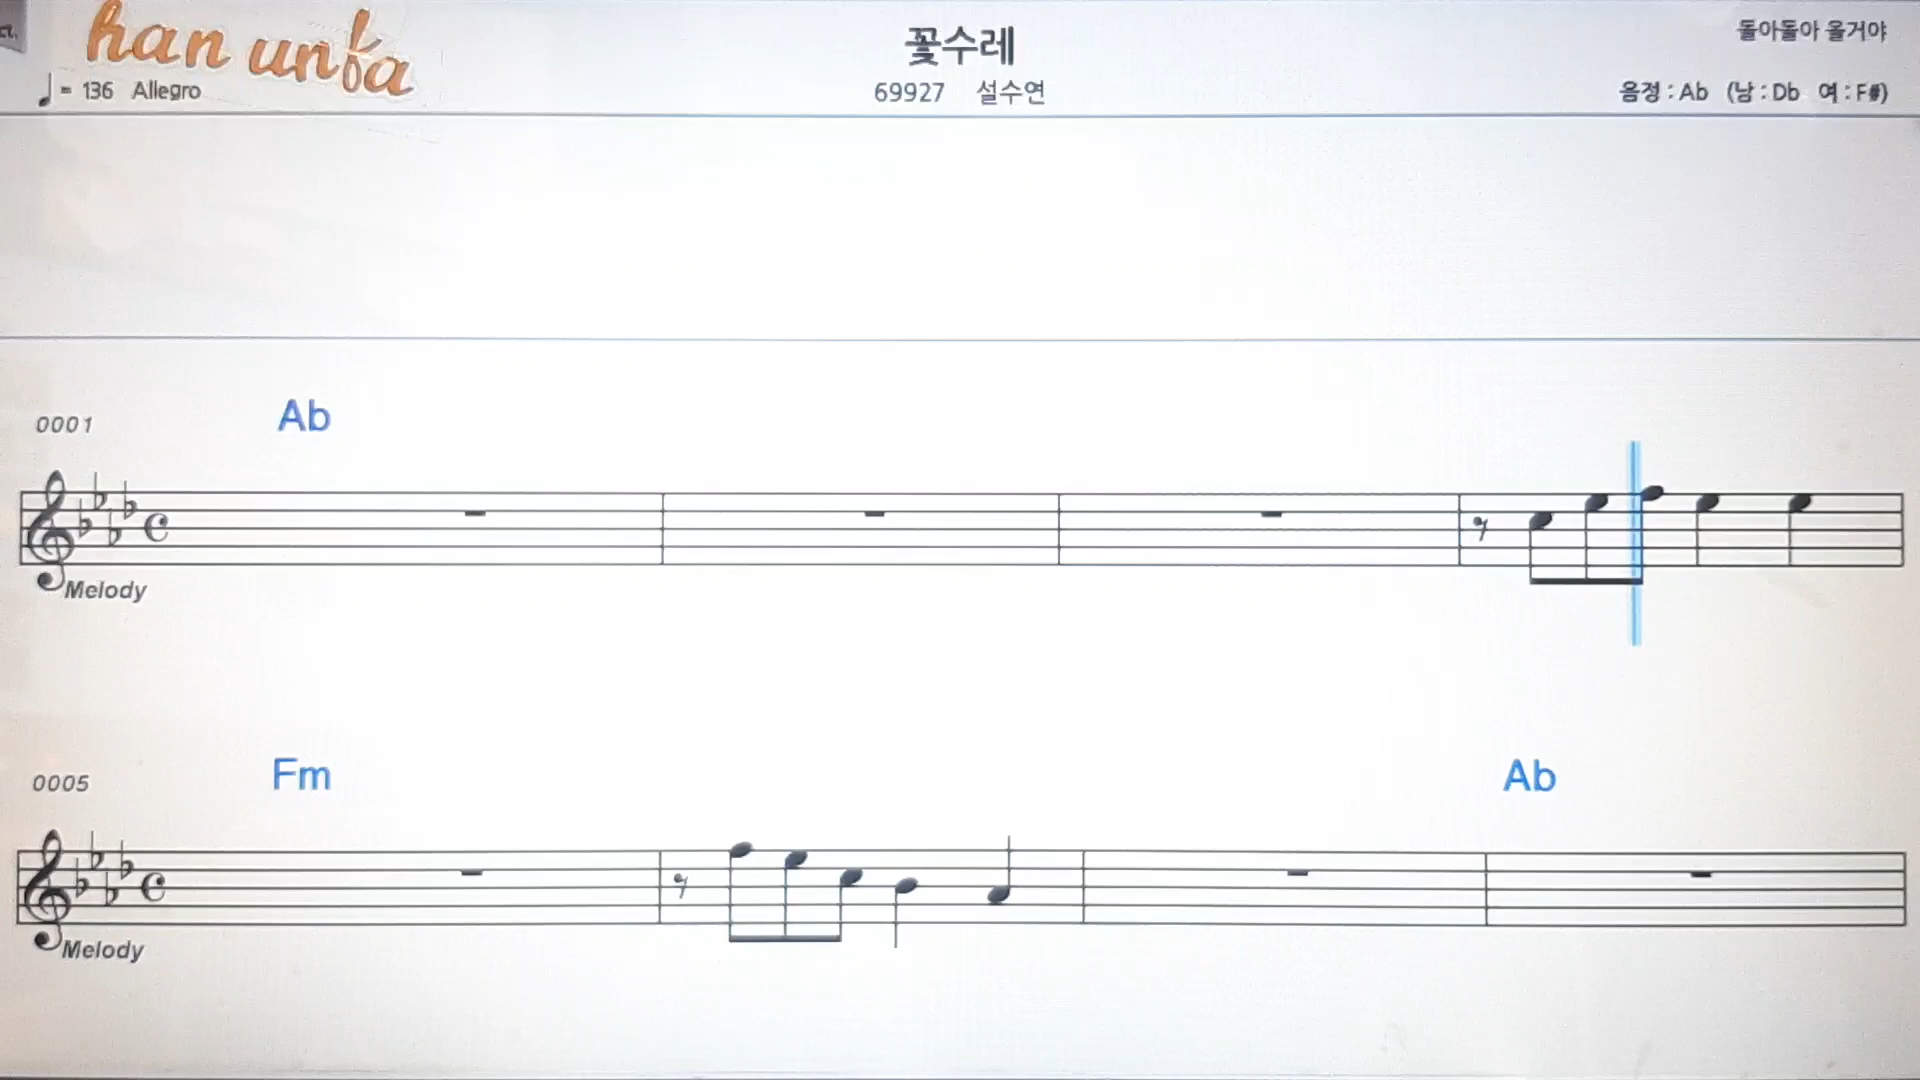 han unfa
꽃수레
돌아돌아 올거야
♩= 136 Allegro
69927 설수연
음정 : Ab (남 : Db 여 : F#)
0001 Ab
Melody
0005 Fm Ab
Melody